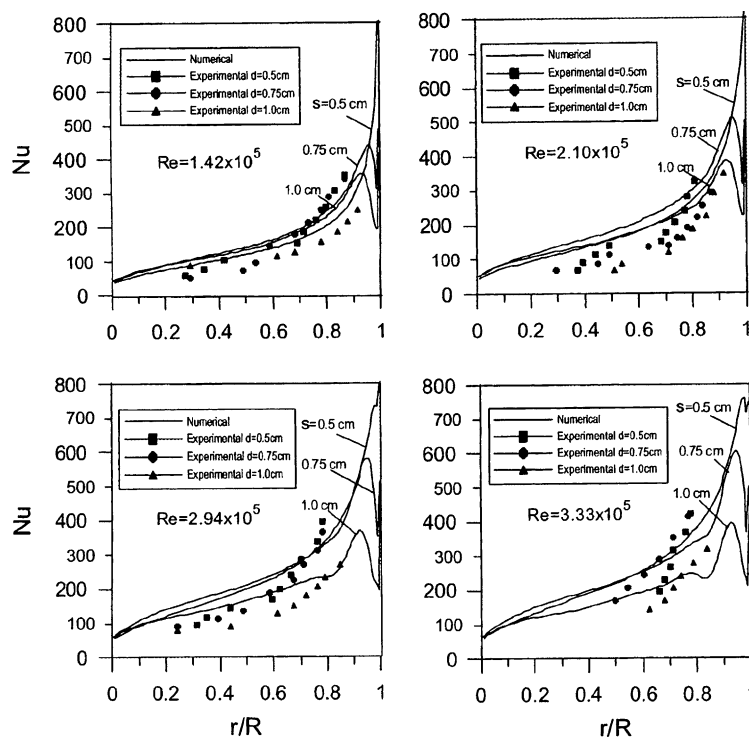 800
700
600
500
400
300
200
100
0
Nu
Numerical
Experimental d=0.5cm
Experimental d=0.75cm
Experimental d=1.0cm
S=0.5 cm
0.75 cm
1.0 cm
Re=1.42x10⁵
0 0.2 0.4 0.6 0.8 1
800
700
600
500
400
300
200
100
0
Numerical
Experimental d=0.5cm
Experimental d=0.75cm
Experimental d=1.0cm
S=0.5 cm
0.75 cm
1.0 cm
Re=2.10x10⁵
0 0.2 0.4 0.6 0.8 1
800
700
600
500
400
300
200
100
0
Nu
Numerical
Experimental d=0.5cm
Experimental d=0.75cm
Experimental d=1.0cm
S=0.5 cm
0.75 cm
1.0 cm
Re=2.94x10⁵
0 0.2 0.4 0.6 0.8 1
r/R
800
700
600
500
400
300
200
100
0
Numerical
Experimental d=0.5cm
Experimental d=0.75cm
Experimental d=1.0cm
S=0.5 cm
0.75 cm
1.0 cm
Re=3.33x10⁵
0 0.2 0.4 0.6 0.8 1
r/R